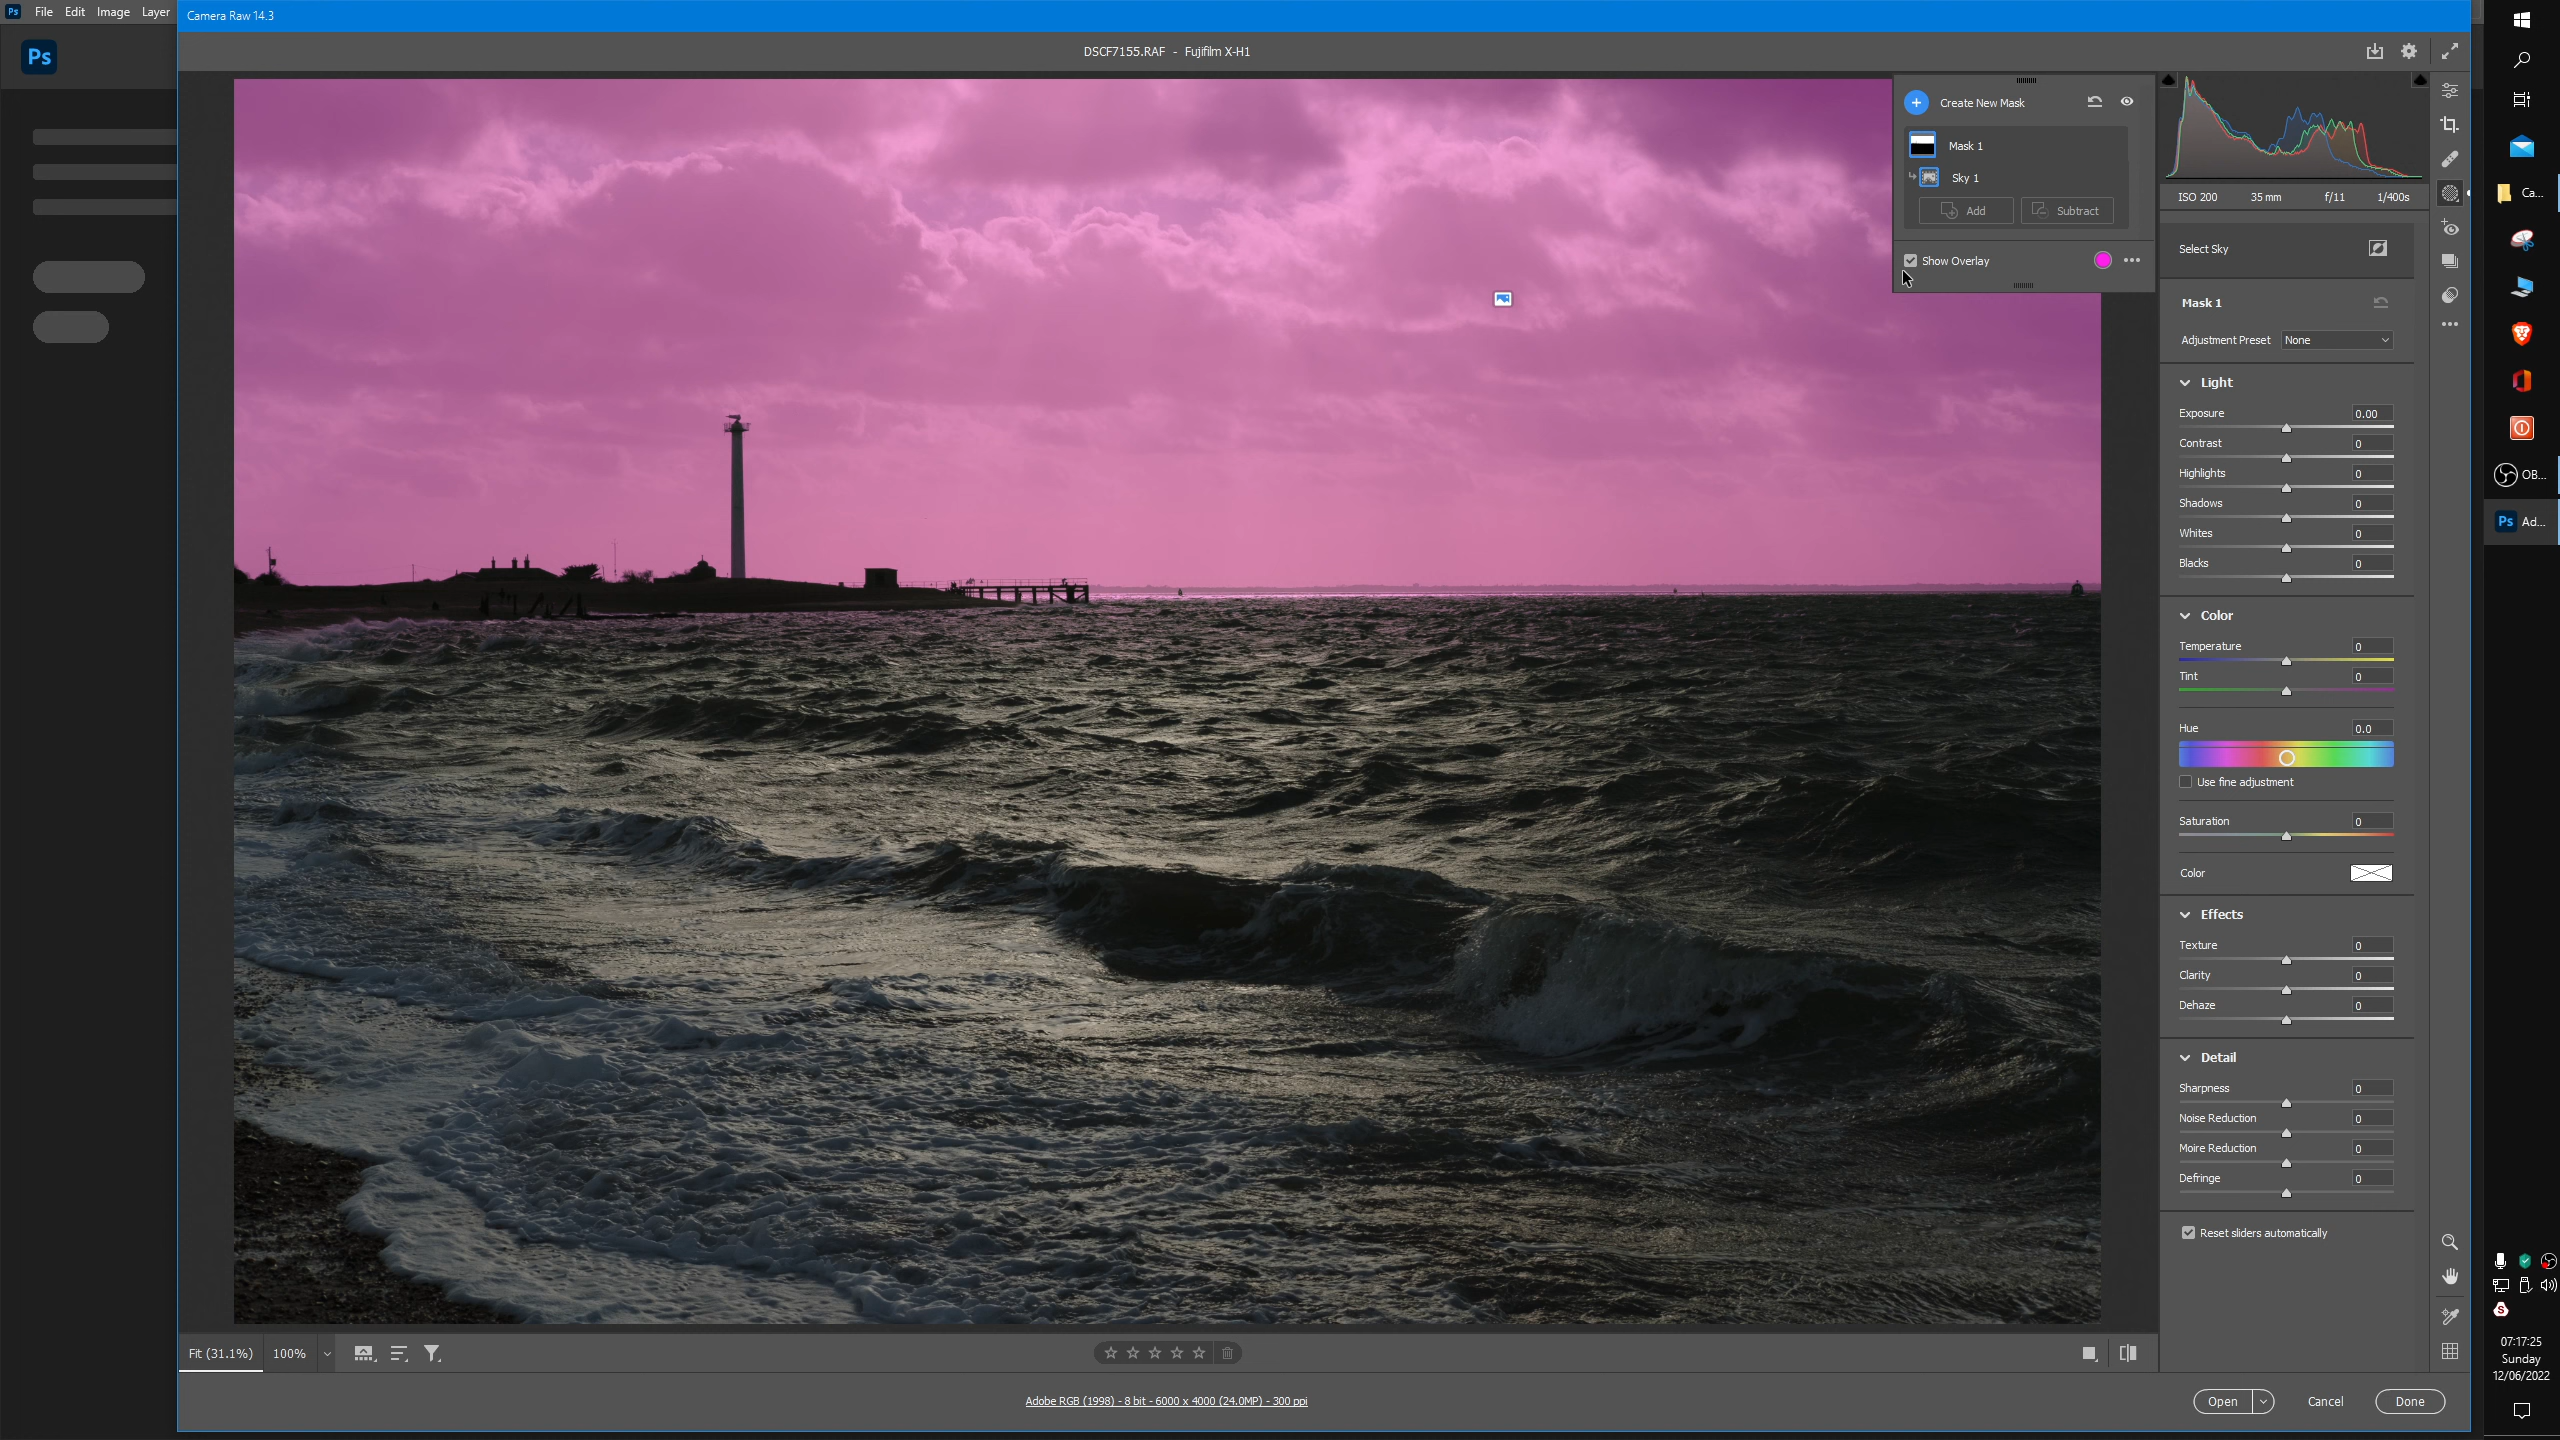 Ps File Edit Image Layer
Camera Raw 14.3
Ps
DSCF7155.RAF - Fujifilm X-H1
Create New Mask
Mask 1
Sky 1
Add Subtract
Show Overlay
ISO 200 35 mm f/11 1/400s
Select Sky
Mask 1
Adjustment Preset None
Light
Exposure 0.00
Contrast 0
Highlights 0
Shadows 0
Whites 0
Blacks 0
Color
Temperature 0
Tint 0
Hue 0.0
Use fine adjustment
Saturation 0
Color
Effects
Texture 0
Clarity 0
Dehaze 0
Detail
Sharpness 0
Noise Reduction 0
Moire Reduction 0
Defringe 0
Reset sliders automatically
Fit (31.1%) 100%
Adobe RGB (1998) - 8 bit - 6000 x 4000 (24.0MP) - 300 ppi
Open Cancel Done
Ca...
OB...
Ps Ad...
S
07:17:25
Sunday
12/06/2022